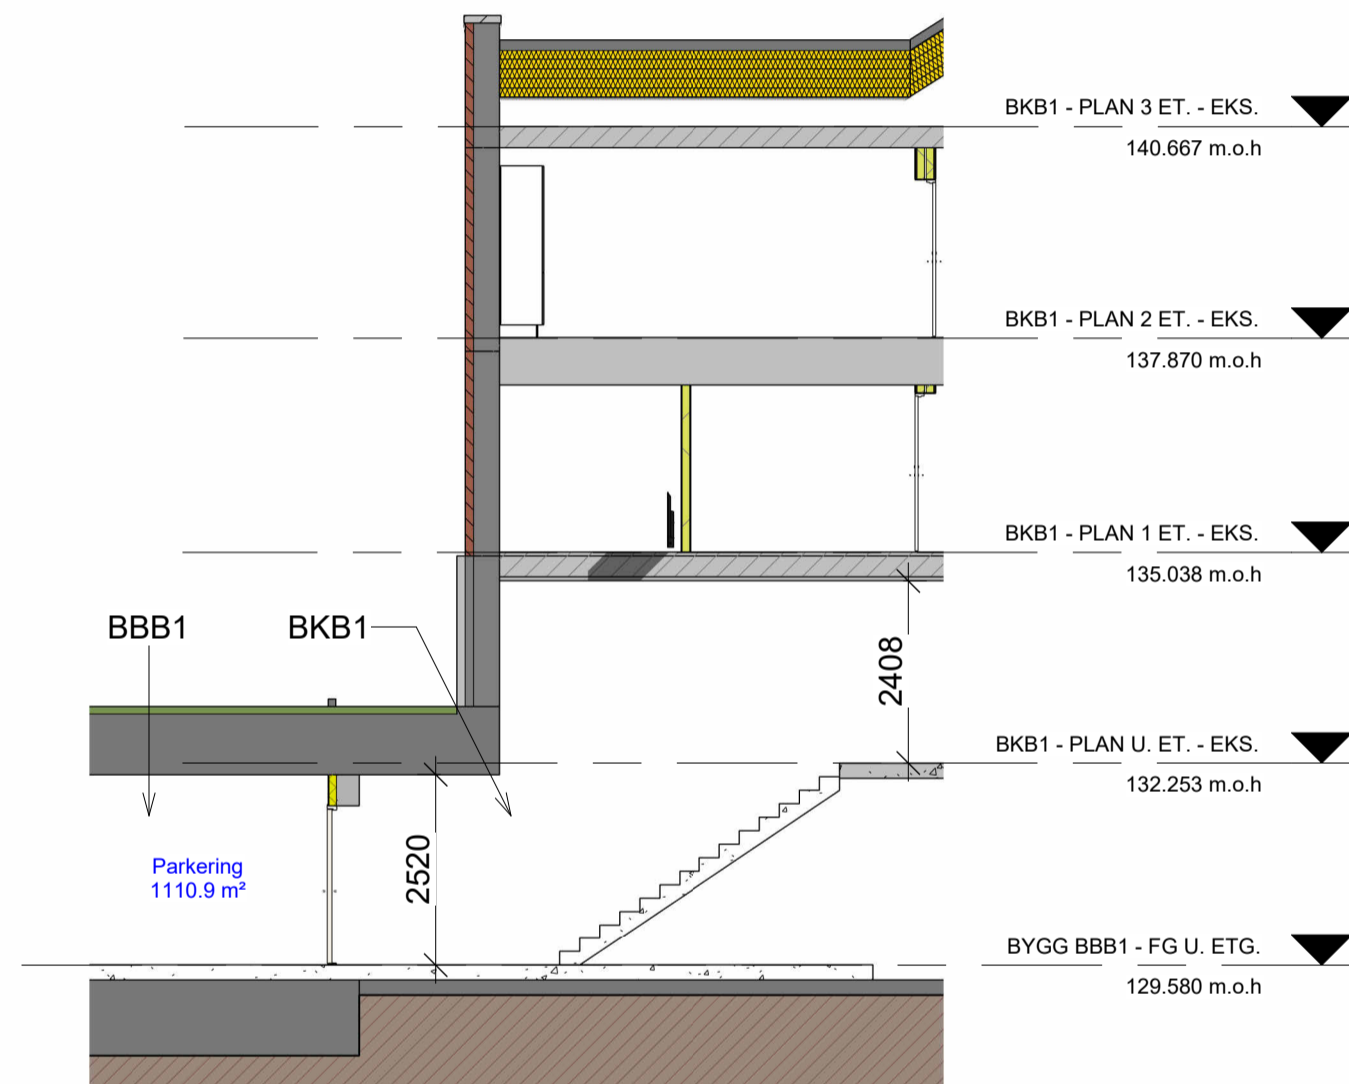 BKB1 - PLAN 3 ET. - EKS.
140.667 m.o.h
BKB1 - PLAN 2 ET. - EKS.
137.870 m.o.h
BKB1 - PLAN 1 ET. - EKS.
135.038 m.o.h
BBB1
BKB1
2408
BKB1 - PLAN U. ET. - EKS.
132.253 m.o.h
2520
Parkering
1110.9 m²
BYGG BBB1 - FG U. ETG.
129.580 m.o.h